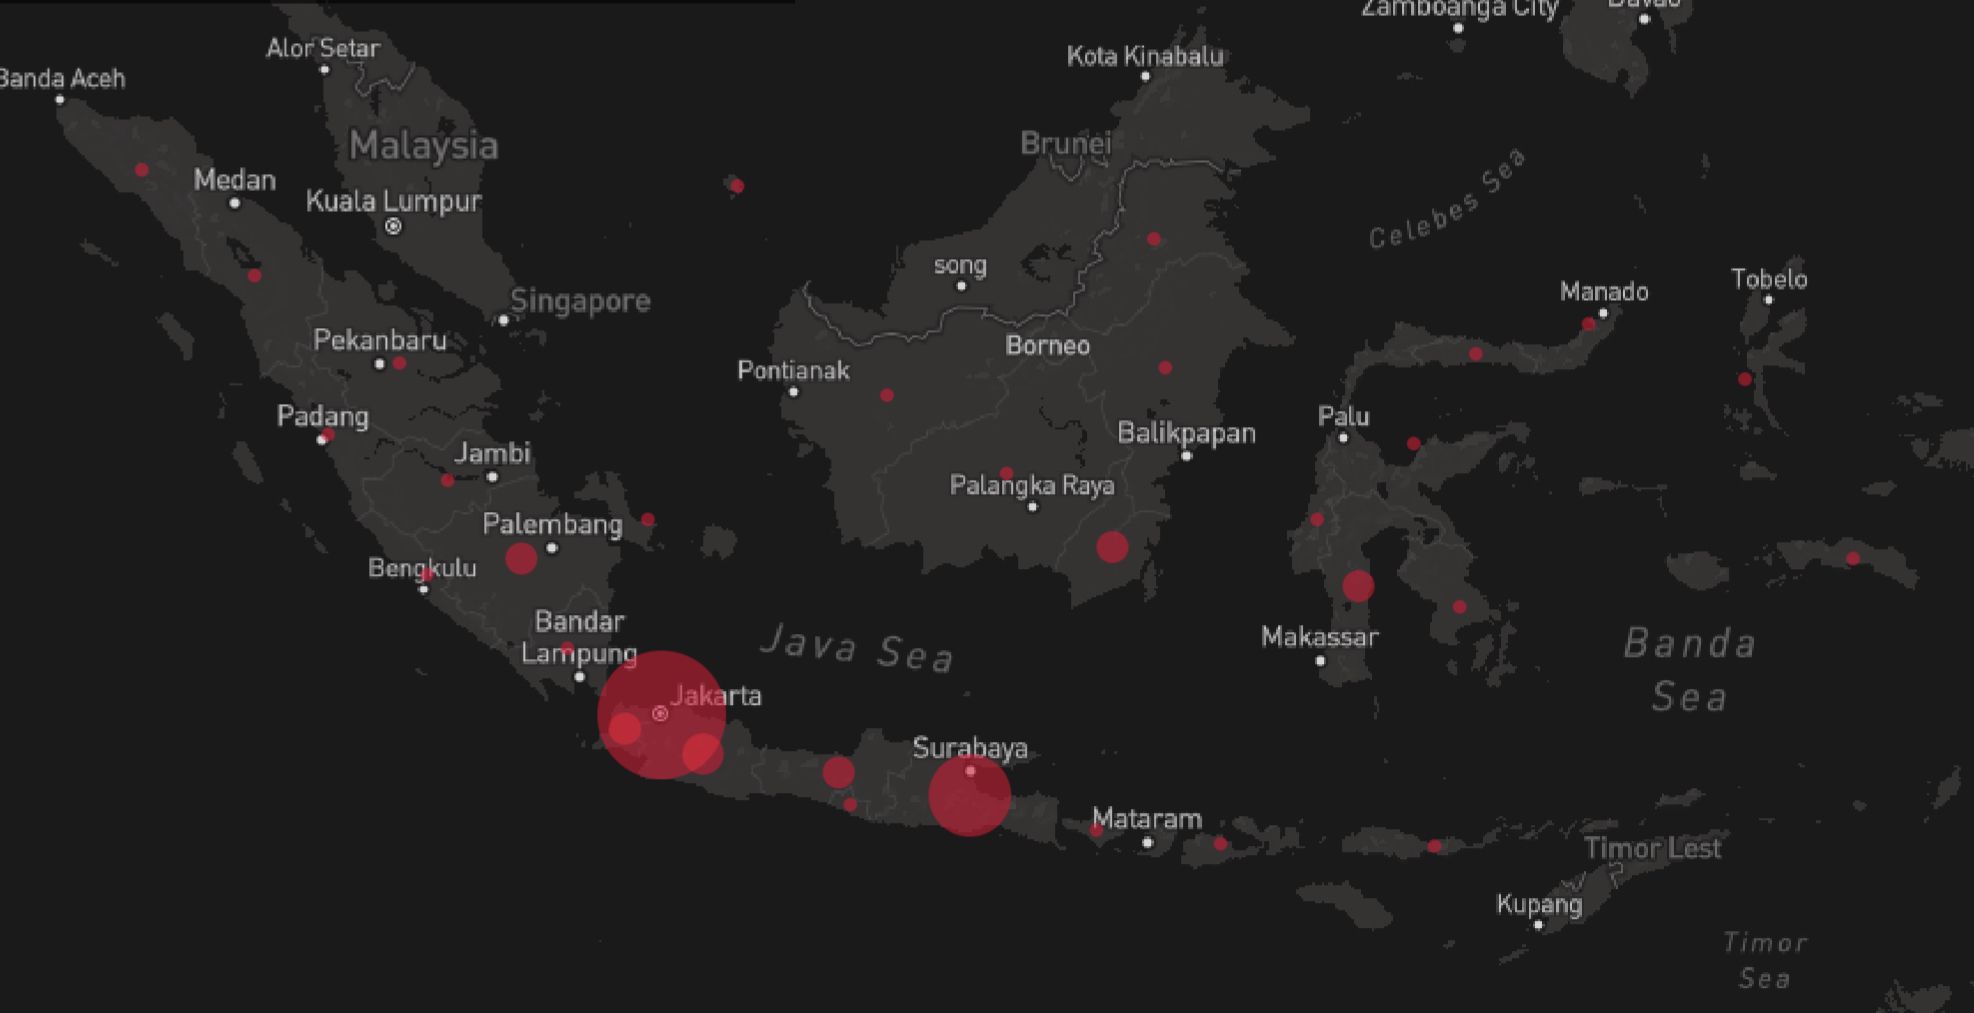 Zamboanga City
Davao
Alor Setar
Kota Kinabalu
Banda Aceh
Malaysia
Brunei
Medan
Kuala Lumpur
Celebes Sea
song
Tobelo
Manado
Singapore
Pekanbaru
Borneo
Pontianak
Padang
Palu
Balikpapan
Jambi
Palangka Raya
Palembang
Bengkulu
Bandar
Lampung
Makassar
Java Sea
Banda
Sea
Jakarta
Surabaya
Mataram
Timor Lest
Kupang
Timor
Sea